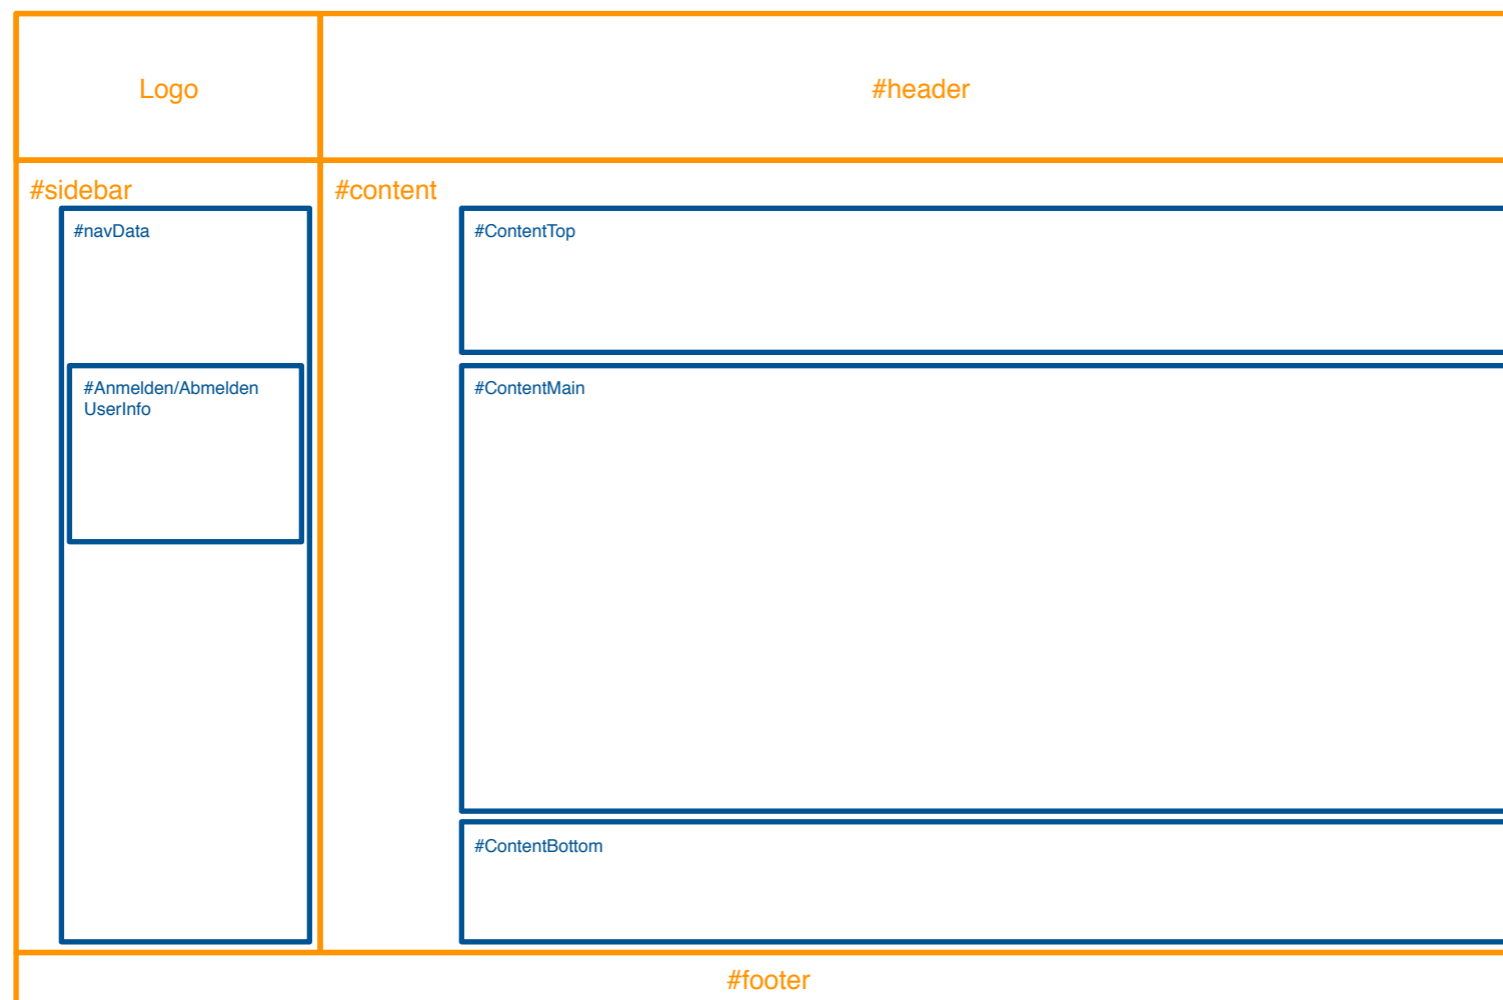 Logo
#header
#sidebar
#content
#navData
#ContentTop
#Anmelden/Abmelden
UserInfo
#ContentMain
#ContentBottom
#footer